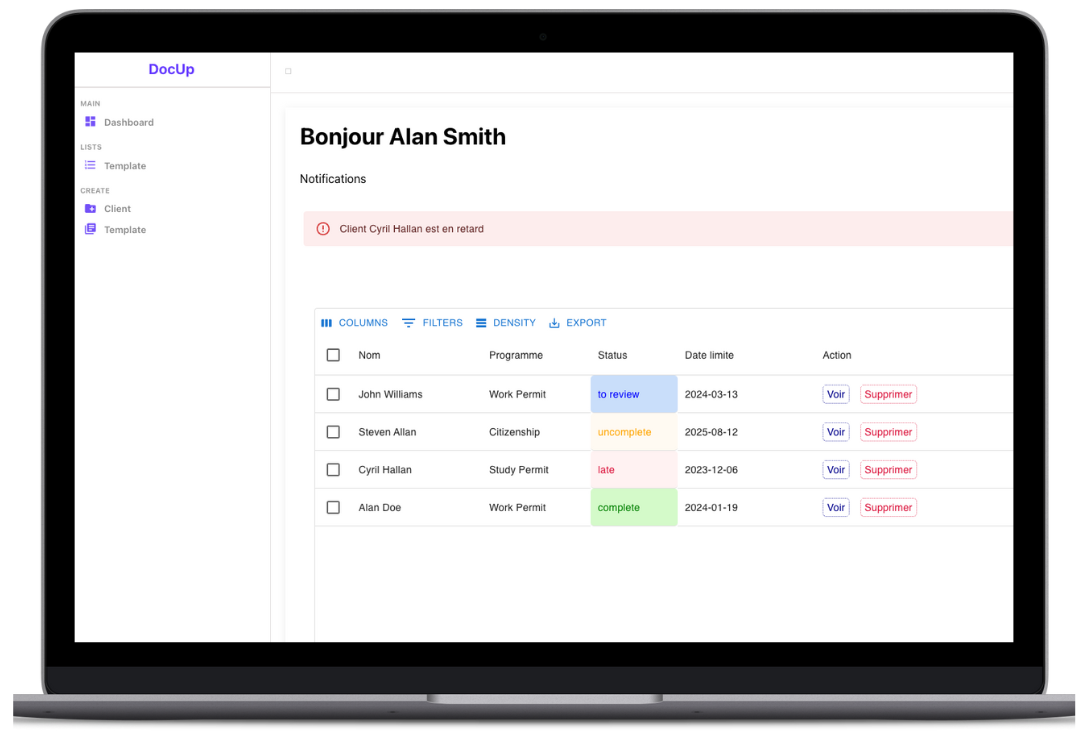 DocUp
MAIN
Dashboard
LISTS
Template
CREATE
Client
Template
Bonjour Alan Smith
Notifications
Client Cyril Hallan est en retard
COLUMNS FILTERS DENSITY EXPORT
Nom Programme Status Date limite Action
John Williams Work Permit to review 2024-03-13 Voir Supprimer
Steven Allan Citizenship uncomplete 2025-08-12 Voir Supprimer
Cyril Hallan Study Permit late 2023-12-06 Voir Supprimer
Alan Doe Work Permit complete 2024-01-19 Voir Supprimer